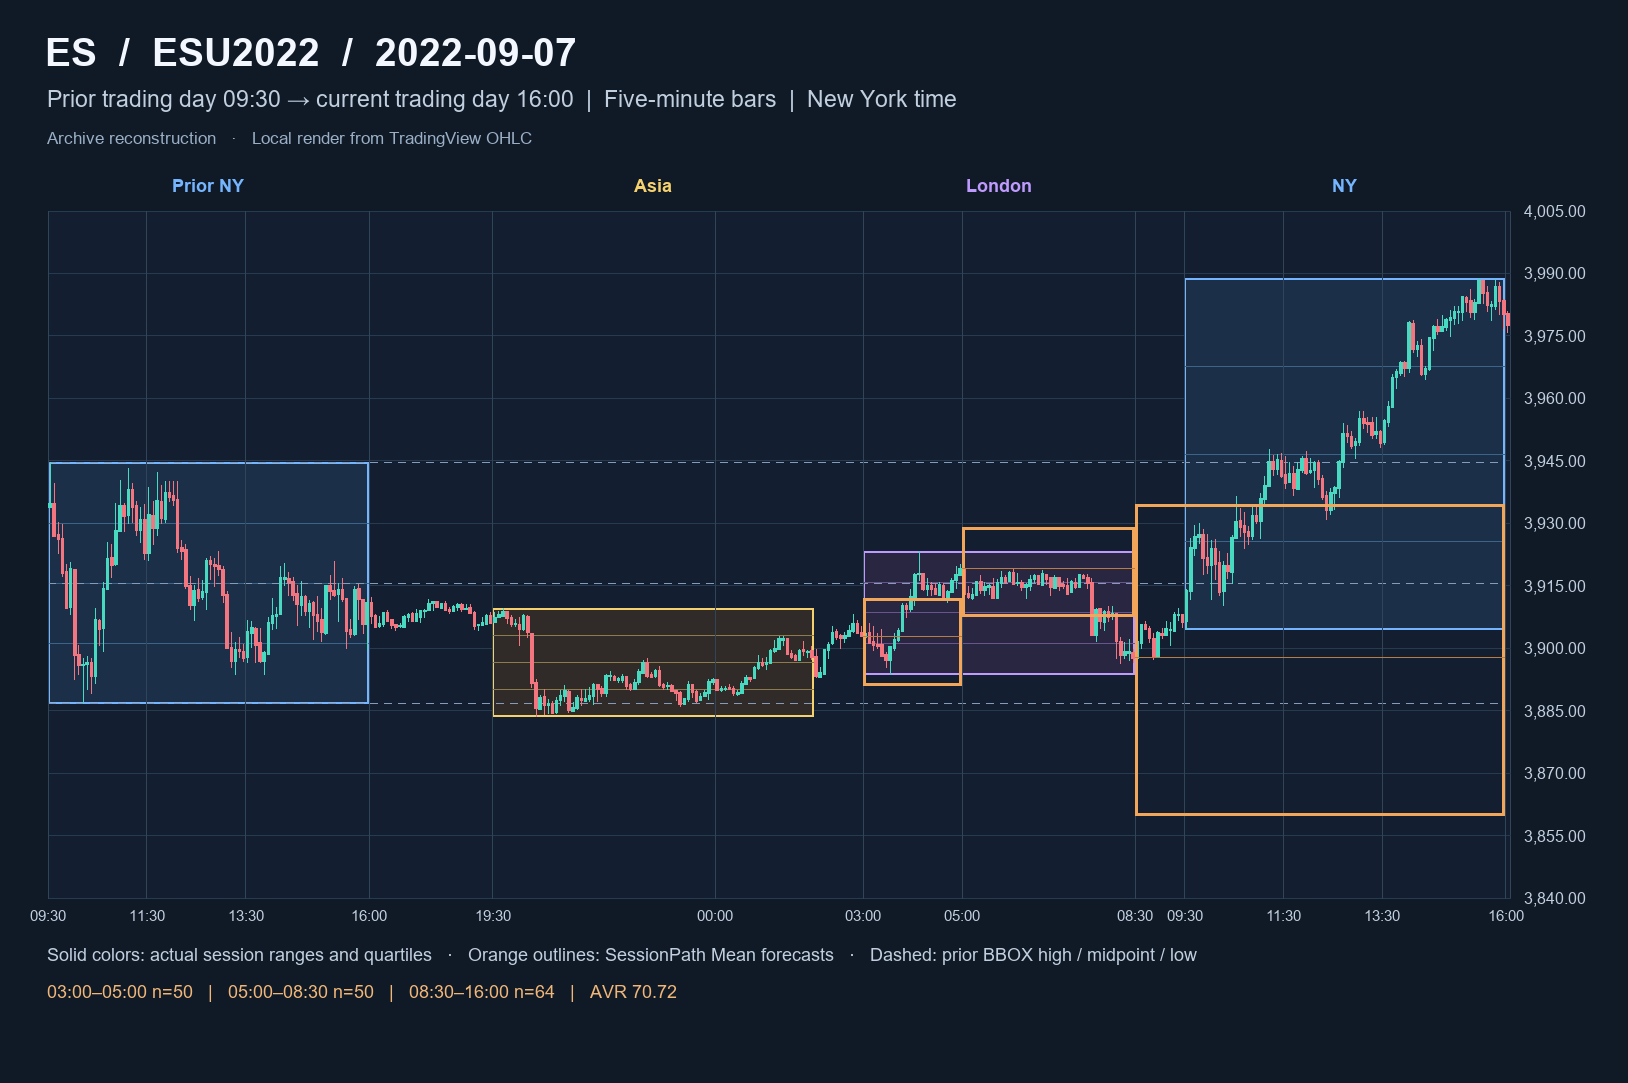 ES / ESU2022 / 2022-09-07
Prior trading day 09:30 → current trading day 16:00 | Five-minute bars | New York time
Archive reconstruction · Local render from TradingView OHLC
Prior NY Asia London NY
4,005.00
3,990.00
3,975.00
3,960.00
3,945.00
3,930.00
3,915.00
3,900.00
3,885.00
3,870.00
3,855.00
3,840.00
09:30 11:30 13:30 16:00 19:30 00:00 03:00 05:00 08:30 09:30 11:30 13:30 16:00
Solid colors: actual session ranges and quartiles · Orange outlines: SessionPath Mean forecasts · Dashed: prior BBOX high / midpoint / low
03:00–05:00 n=50 | 05:00–08:30 n=50 | 08:30–16:00 n=64 | AVR 70.72